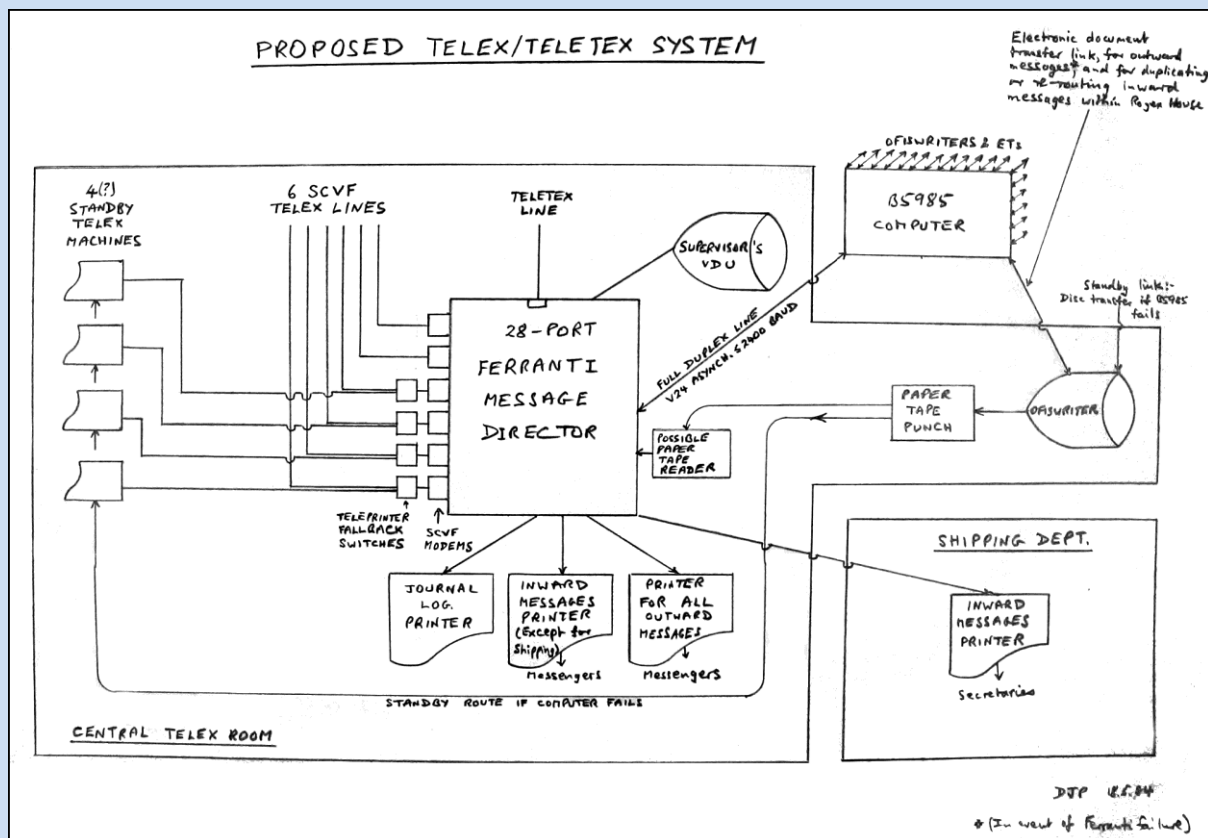 PROPOSED TELEX/TELETEX SYSTEM
Electronic document
transfer link, for outward
messages*, and for duplicating
or re-routing inward
messages within Roger House
OFISWRITERS & ETs
B5985
COMPUTER
4(?)
STANDBY
TELEX
MACHINES
6 SCVF
TELEX LINES
TELETEX
LINE
SUPERVISOR'S
VDU
Standby link:-
Disc transfer if B5985
fails
28-PORT
FERRANTI
MESSAGE
DIRECTOR
FULL DUPLEX LINE
V24 ASYNCH. ≤2400 BAUD
POSSIBLE
PAPER
TAPE
READER
PAPER
TAPE
PUNCH
OFISWRITER
TELEPRINTER
FALLBACK
SWITCHES
SCVF
MODEMS
JOURNAL
LOG.
PRINTER
INWARD
MESSAGES
PRINTER
(Except for
Shipping)
Messengers
PRINTER
FOR ALL
OUTWARD
MESSAGES
Messengers
SHIPPING DEPT.
INWARD
MESSAGES
PRINTER
Secretaries
STANDBY ROUTE IF COMPUTER FAILS
CENTRAL TELEX ROOM
DJP
*(In event of Ferranti failure)